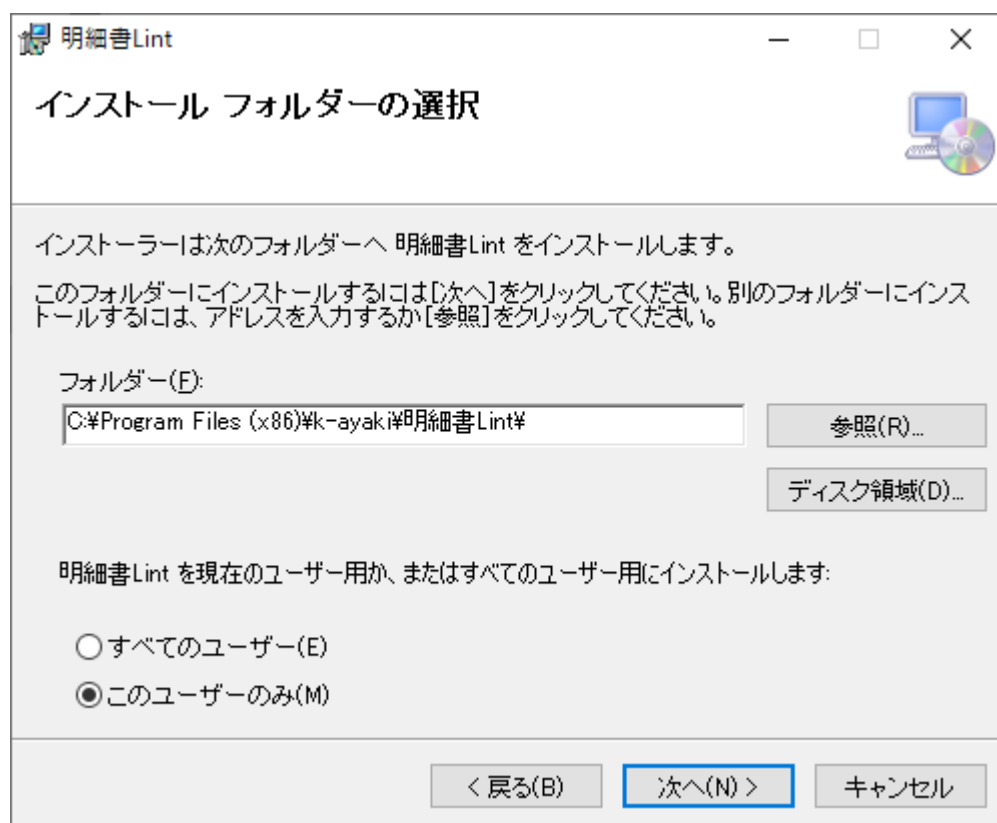 明細書Lint
インストール フォルダーの選択
インストーラーは次のフォルダーへ 明細書Lint をインストールします。
このフォルダーにインストールするには[次へ]をクリックしてください。別のフォルダーにインス
トールするには、アドレスを入力するか[参照]をクリックしてください。
フォルダー(F):
C:¥Program Files (x86)¥k-ayaki¥明細書Lint¥
参照(R)...
ディスク領域(D)...
明細書Lint を現在のユーザー用か、またはすべてのユーザー用にインストールします:
すべてのユーザー(E)
このユーザーのみ(M)
< 戻る(B)
次へ(N) >
キャンセル